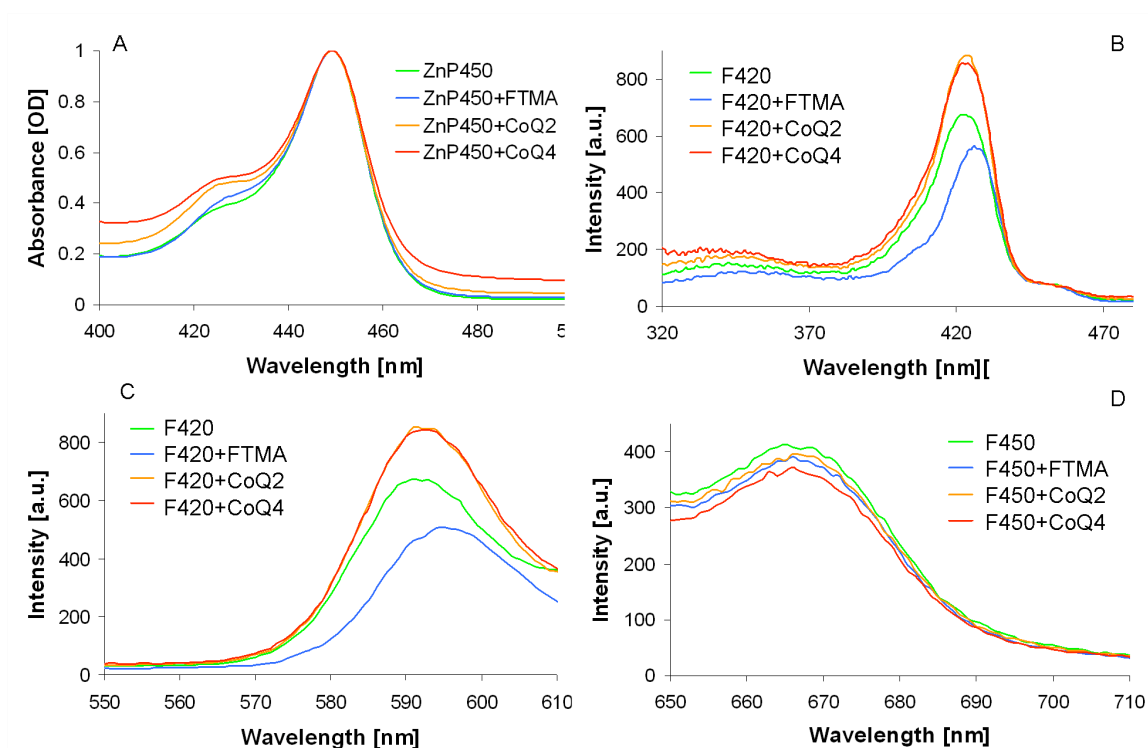 A
Absorbance [OD]
1
0.8
0.6
0.4
0.2
0
400 420 440 460 480 5
Wavelength [nm]
ZnP450
ZnP450+FTMA
ZnP450+CoQ2
ZnP450+CoQ4
B
Intensity [a.u.]
800
600
400
200
0
320 370 420 470
Wavelength [nm][
F420
F420+FTMA
F420+CoQ2
F420+CoQ4
C
Intensity [a.u.]
800
600
400
200
0
550 560 570 580 590 600 610
Wavelength [nm]
F420
F420+FTMA
F420+CoQ2
F420+CoQ4
D
Intensity [a.u.]
400
300
200
100
0
650 660 670 680 690 700 710
Wavelength [nm]
F450
F450+FTMA
F450+CoQ2
F450+CoQ4